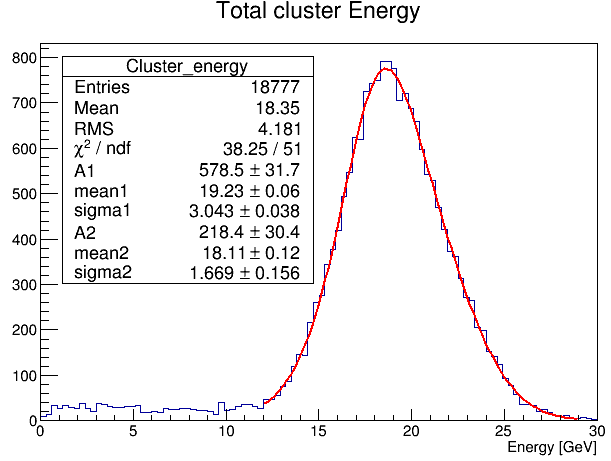 Total cluster Energy
Cluster_energy
Entries 18777
Mean 18.35
RMS 4.181
χ² / ndf 38.25 / 51
A1 578.5 ± 31.7
mean1 19.23 ± 0.06
sigma1 3.043 ± 0.038
A2 218.4 ± 30.4
mean2 18.11 ± 0.12
sigma2 1.669 ± 0.156
800
700
600
500
400
300
200
100
0
0 5 10 15 20 25 30
Energy [GeV]